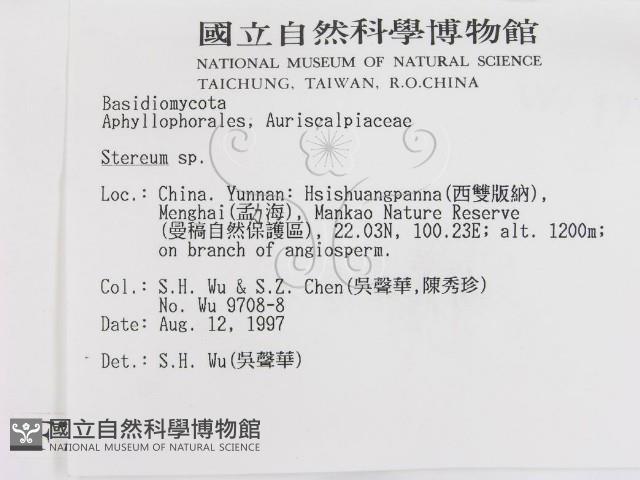 國立自然科學博物館
NATIONAL MUSEUM OF NATURAL SCIENCE
TAICHUNG, TAIWAN, R.O.CHINA
Basidiomycota
Aphyllophorales, Auriscalpiaceae
Stereum sp.
Loc.: China. Yunnan: Hsishuangpanna(西雙版納),
Menghai(孟力海), Mankao Nature Reserve
(曼稿自然保護區), 22.03N, 100.23E; alt. 1200m;
on branch of angiosperm.
Col.: S.H. Wu & S.Z. Chen(吳聲華,陳秀珍)
No. Wu 9708-8
Date: Aug. 12, 1997
Det.: S.H. Wu(吳聲華)
國立自然科學博物館
NATIONAL MUSEUM OF NATURAL SCIENCE